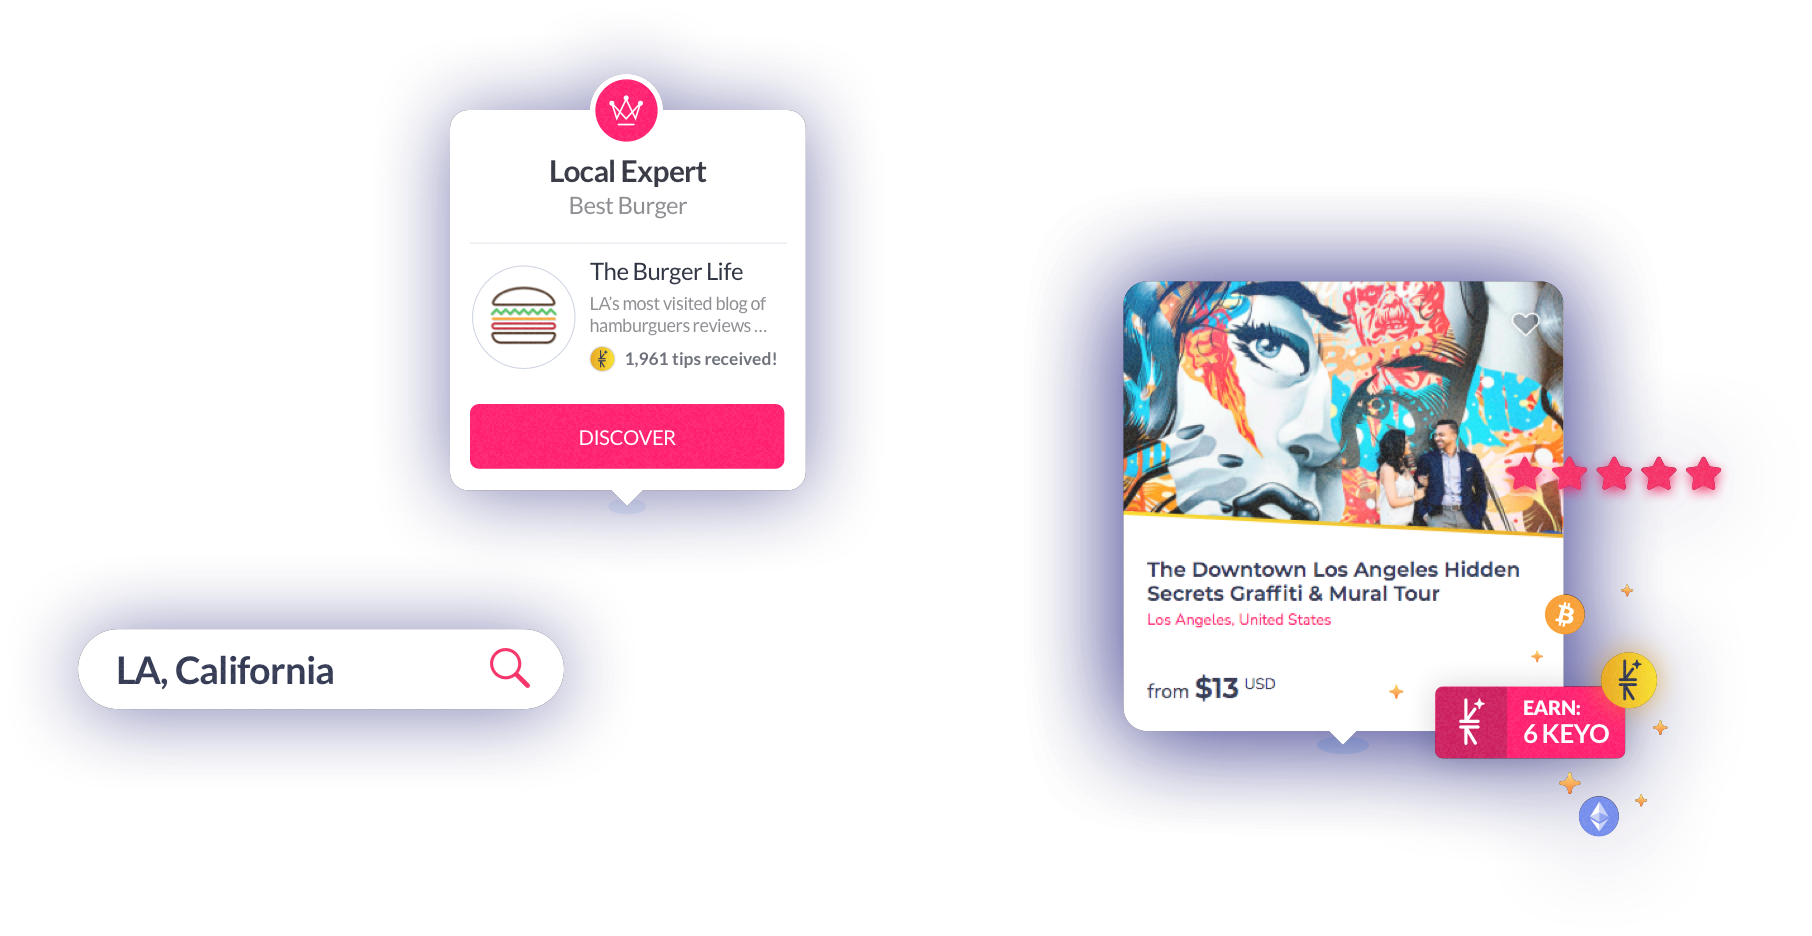 Local Expert
Best Burger
The Burger Life
LA's most visited blog of
hamburguers reviews ...
1,961 tips received!
DISCOVER
LA, California
The Downtown Los Angeles Hidden
Secrets Graffiti & Mural Tour
Los Angeles, United States
from $13 USD
EARN:
6 KEYO